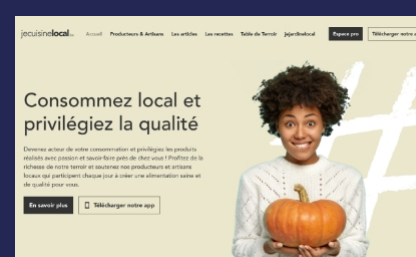 jecuisinelocal
Accueil Producteurs & Artisans Les articles Les recettes Table de Terroir Jejardinelocal Espace pro Télécharger notre
Consommez local et
privilégiez la qualité
Devenez acteur de votre consommation et privilégiez les produits
réalisés avec passion et savoir-faire près de chez vous ! Profitez de la
richesse de notre terroir et soutenez nos producteurs et artisans
locaux qui participent chaque jour à créer une alimentation saine et
de qualité pour vous.
En savoir plus Télécharger notre app